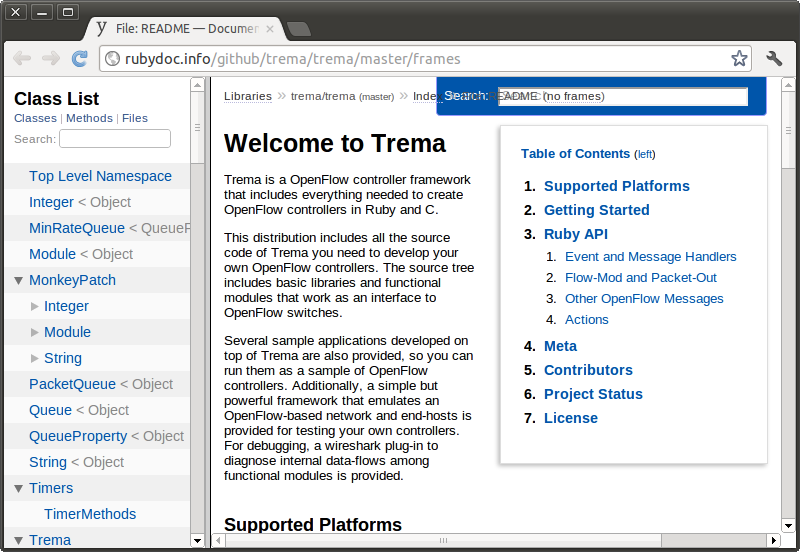 File: README — Documen
rubydoc.info/github/trema/trema/master/frames
Class List
Classes | Methods | Files
Search:
Top Level Namespace
Integer < Object
MinRateQueue < QueueP
Module < Object
MonkeyPatch
Integer
Module
String
PacketQueue < Object
Queue < Object
QueueProperty < Object
String < Object
Timers
TimerMethods
Trema
Libraries » trema/trema (master) » Index README (no frames)
Search:
Welcome to Trema
Trema is a OpenFlow controller framework
that includes everything needed to create
OpenFlow controllers in Ruby and C.
This distribution includes all the source
code of Trema you need to develop your
own OpenFlow controllers. The source tree
includes basic libraries and functional
modules that work as an interface to
OpenFlow switches.
Several sample applications developed on
top of Trema are also provided, so you can
run them as a sample of OpenFlow
controllers. Additionally, a simple but
powerful framework that emulates an
OpenFlow-based network and end-hosts is
provided for testing your own controllers.
For debugging, a wireshark plug-in to
diagnose internal data-flows among
functional modules is provided.
Supported Platforms
Table of Contents (left)
1. Supported Platforms
2. Getting Started
3. Ruby API
1. Event and Message Handlers
2. Flow-Mod and Packet-Out
3. Other OpenFlow Messages
4. Actions
4. Meta
5. Contributors
6. Project Status
7. License